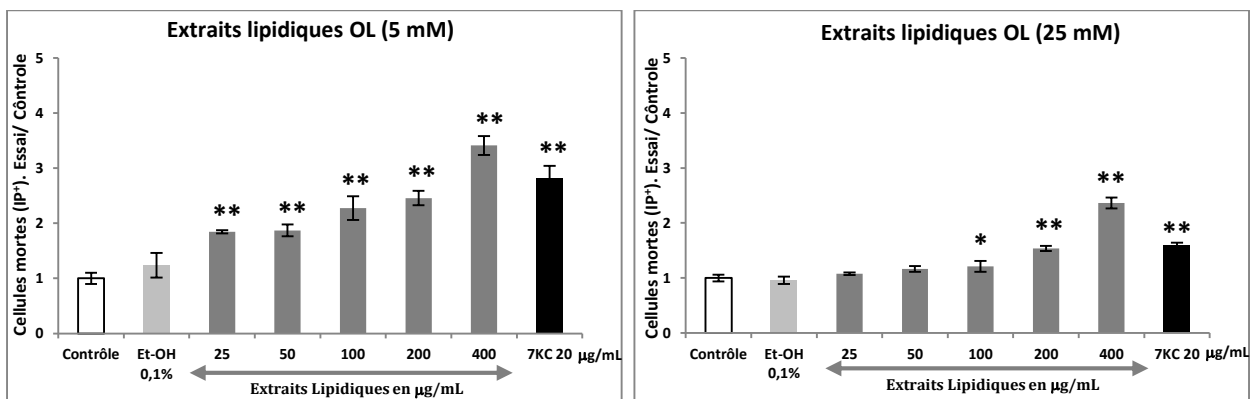 Extraits lipidiques OL (5 mM)
Cellules mortes (IP⁺). Essai/ Côntrole
5
4
3
2
1
0
**
**
**
**
**
**
Contrôle
Et-OH
0,1%
25
50
100
200
400
7KC 20 µg/mL
Extraits Lipidiques en µg/mL
Extraits lipidiques OL (25 mM)
Cellules mortes (IP⁺). Essai/ Côntrole
5
4
3
2
1
0
*
**
**
**
Contrôle
Et-OH
0,1%
25
50
100
200
400
7KC 20 µg/mL
Extraits Lipidiques en µg/mL